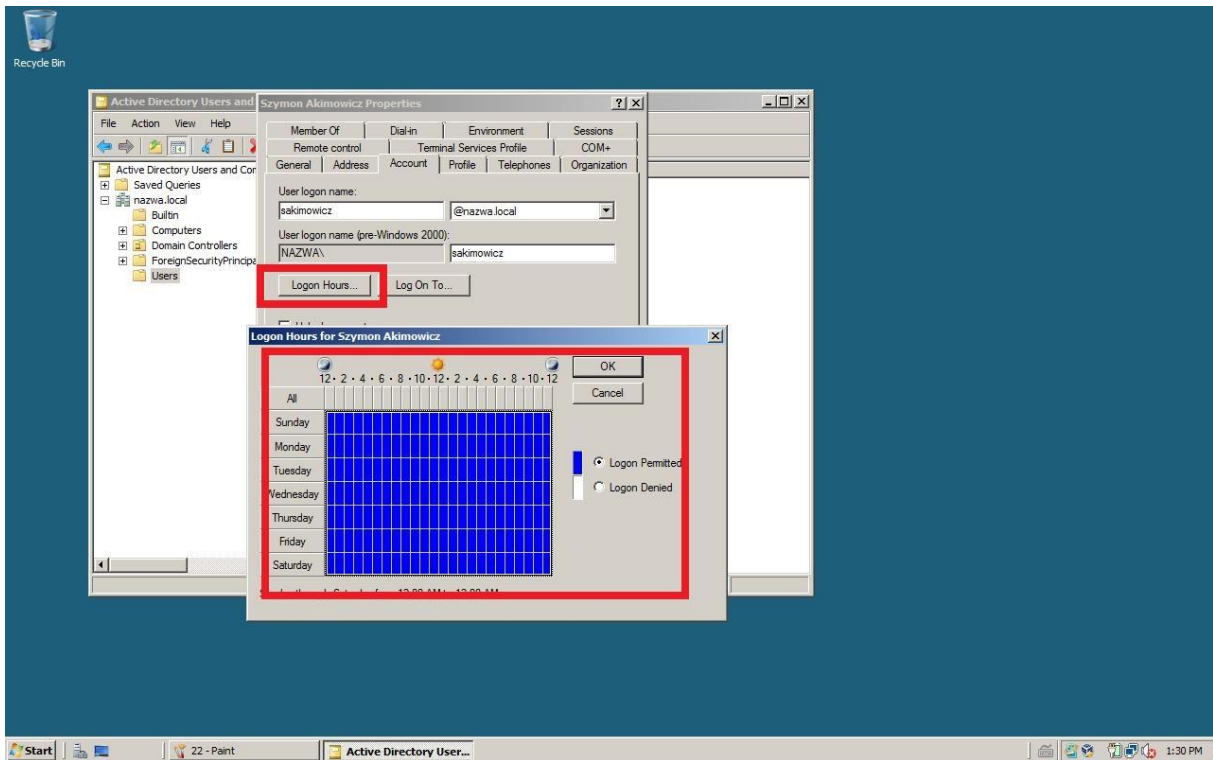 Recycle Bin
Active Directory Users and
Szymon Akimowicz Properties
File Action View Help
Active Directory Users and Cor
Saved Queries
nazwa.local
Builtin
Computers
Domain Controllers
ForeignSecurityPrincipa
Users
Member Of Dial-in Environment Sessions
Remote control Terminal Services Profile COM+
General Address Account Profile Telephones Organization
User logon name:
sakimowicz @nazwa.local
User logon name (pre-Windows 2000):
NAZWA\ sakimowicz
Logon Hours... Log On To...
Logon Hours for Szymon Akimowicz
12 · 2 · 4 · 6 · 8 · 10 · 12 · 2 · 4 · 6 · 8 · 10 · 12
All
Sunday
Monday
Tuesday
Wednesday
Thursday
Friday
Saturday
OK
Cancel
Logon Permitted
Logon Denied
Start 22 - Paint Active Directory User... 1:30 PM